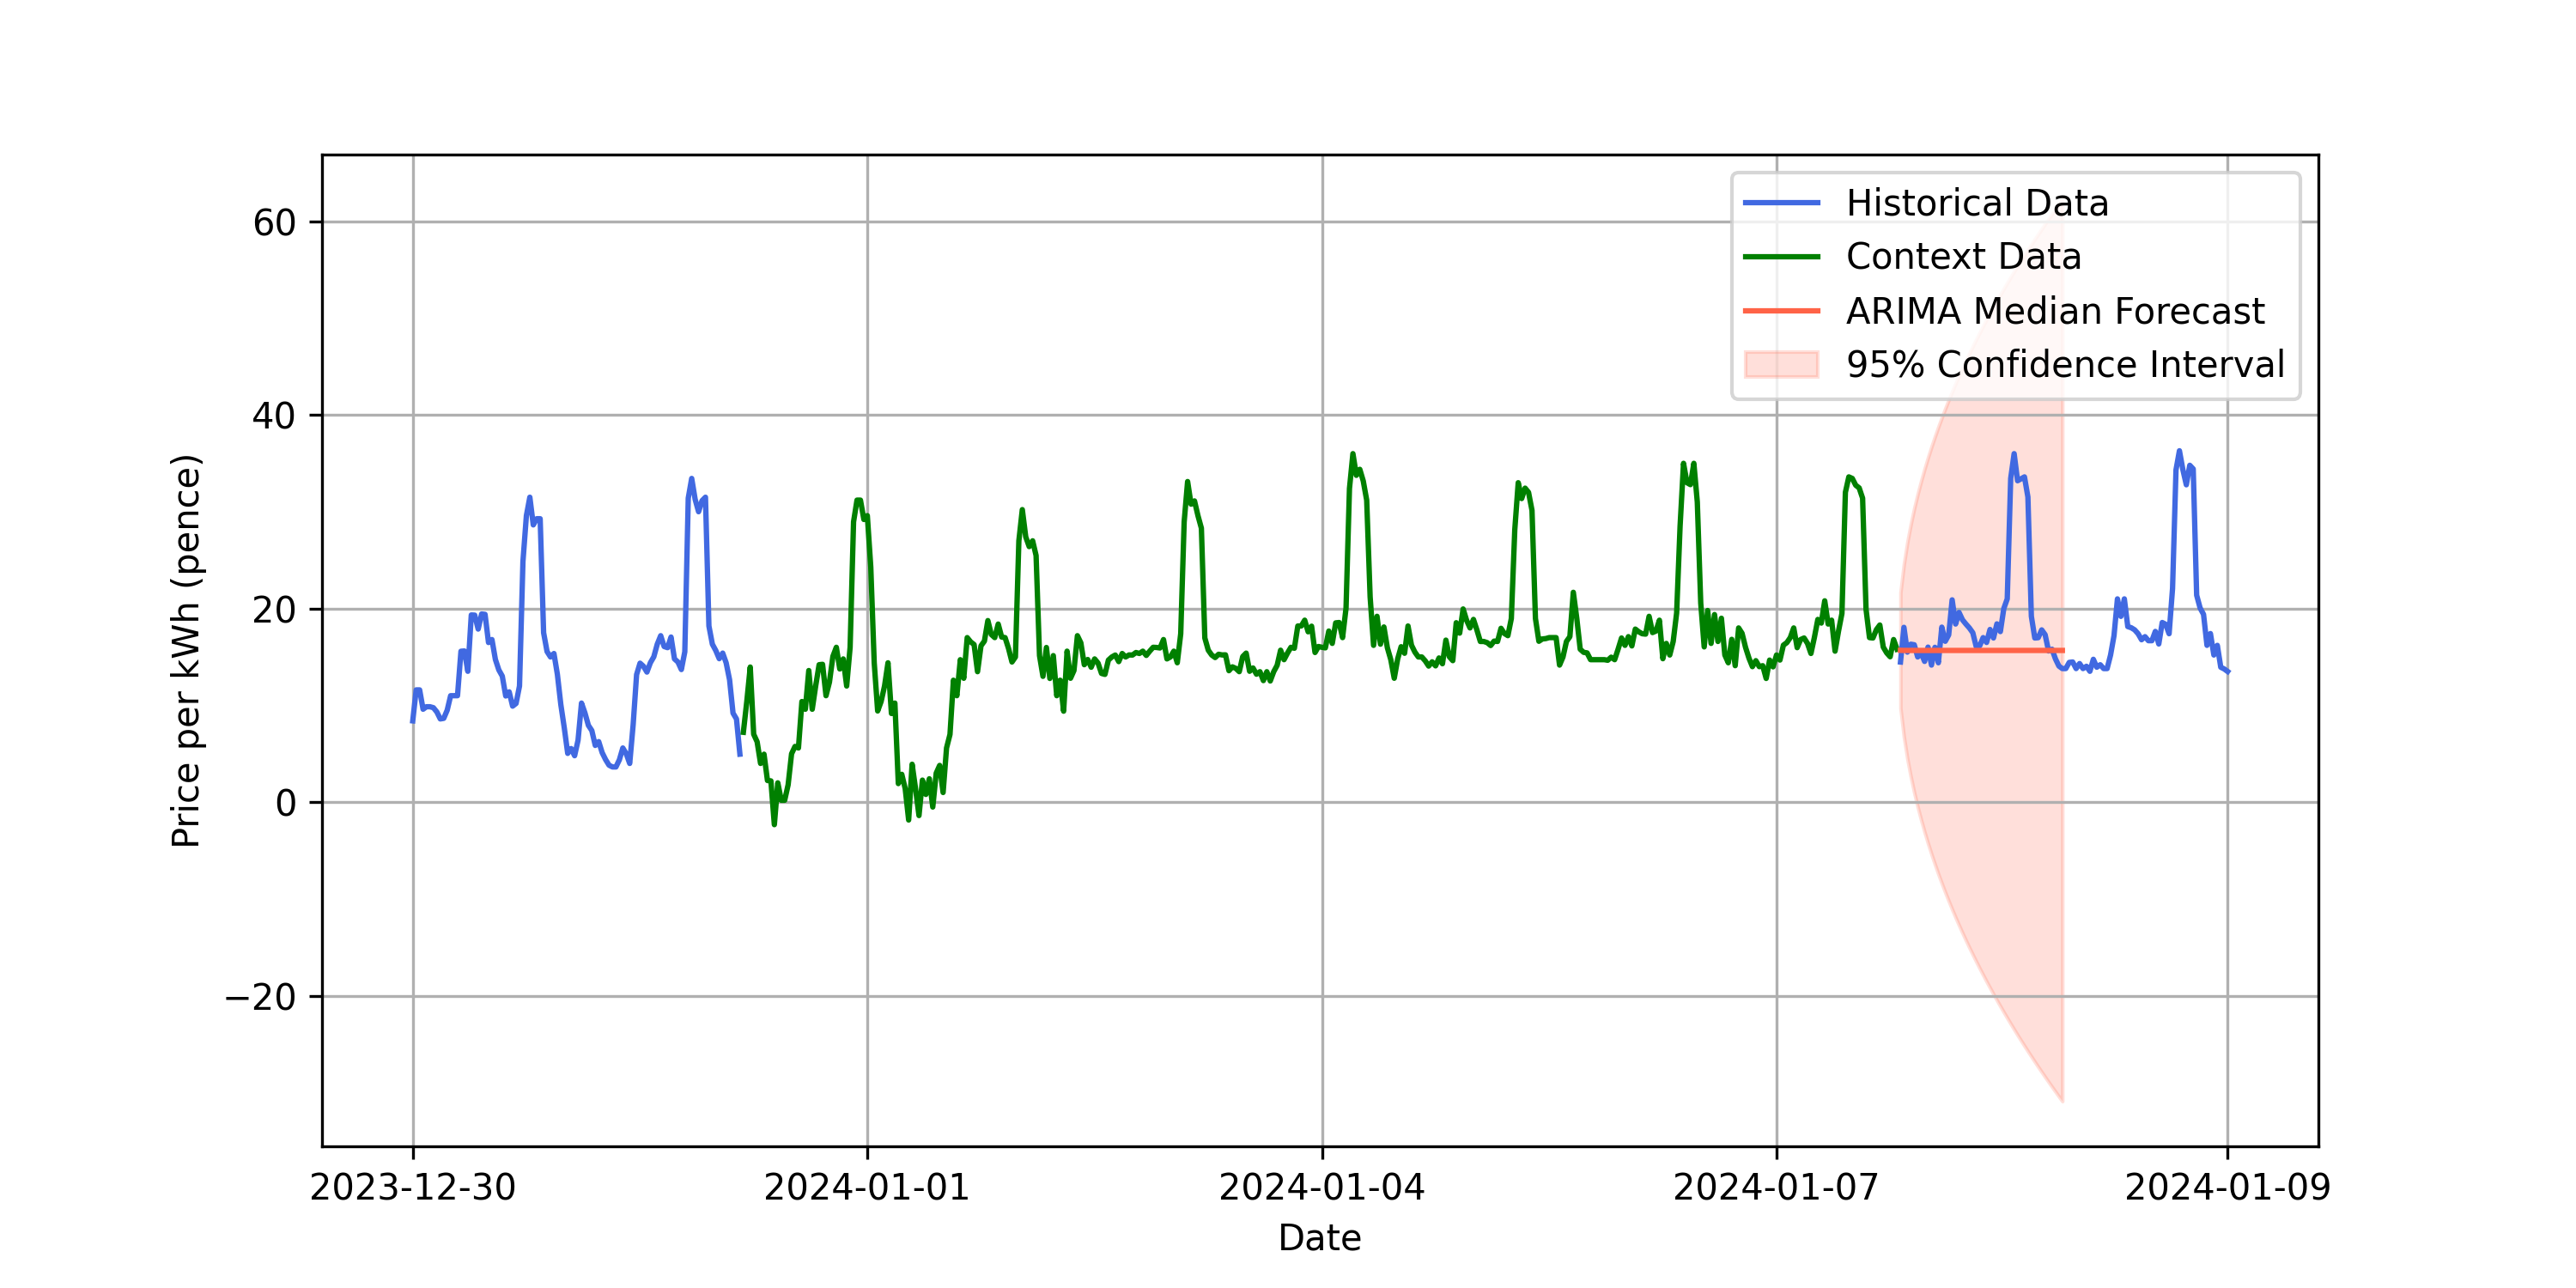 Historical Data
Context Data
ARIMA Median Forecast
95% Confidence Interval
60
40
20
0
−20
Price per kWh (pence)
2023-12-30
2024-01-01
2024-01-04
2024-01-07
2024-01-09
Date